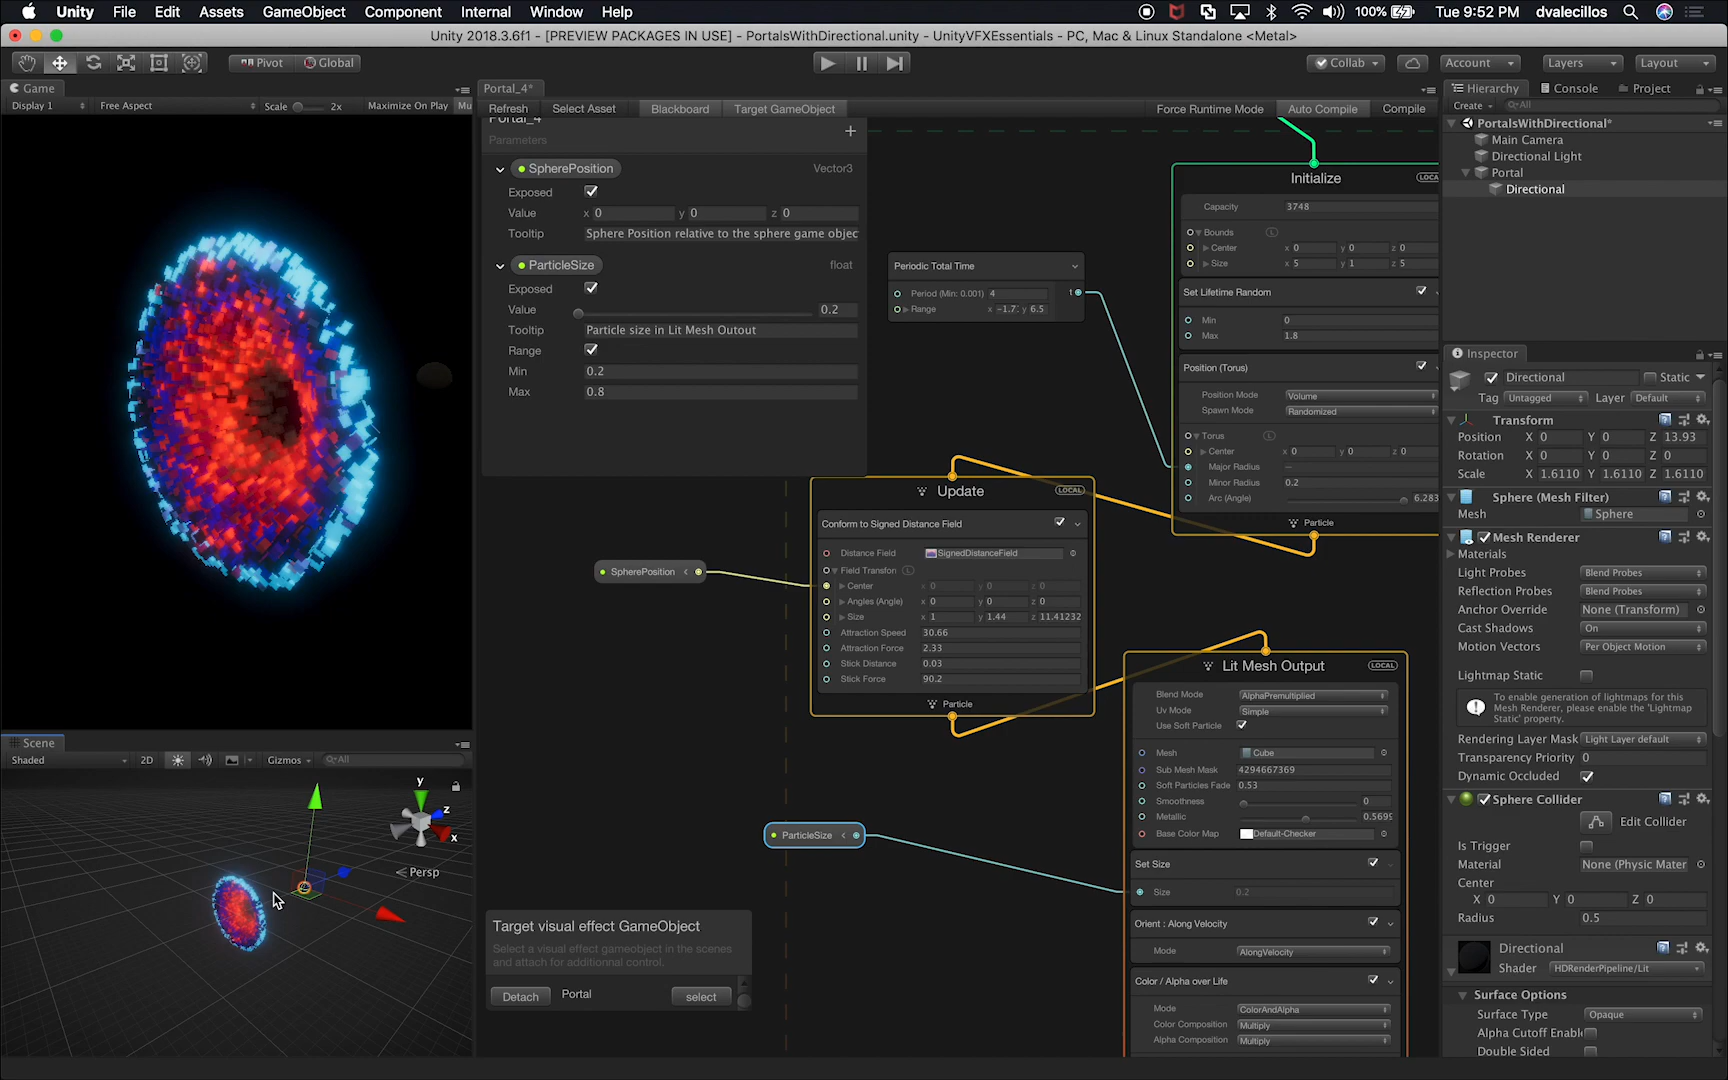 Unity File Edit Assets GameObject Component Internal Window Help 100% Tue 9:52 PM dvalecillos
Unity 2018.3.6f1 - [PREVIEW PACKAGES IN USE] - PortalsWithDirectional.unity - UnityVFXEssentials - PC, Mac & Linux Standalone <Metal>
Pivot Global Collab Account Layers Layout
Game
Display 1 Free Aspect Scale 2x Maximize On Play Mu
Portal_4*
Refresh Select Asset Blackboard Target GameObject Force Runtime Mode Auto Compile Compile
Portal_4
Parameters
SpherePosition Vector3
Exposed
Value x 0 y 0 z 0
Tooltip Sphere Position relative to the sphere game objec
ParticleSize float
Exposed
Value 0.2
Tooltip Particle size in Lit Mesh Outout
Range
Min 0.2
Max 0.8
Periodic Total Time
Period (Min: 0.001) 4 t
Range x -1.7 y 6.5
Initialize LOCAL
Capacity 3748
Bounds L
Center x 0 y 0 z 0
Size x 5 y 1 z 5
Set Lifetime Random
Min 0
Max 1.8
Position (Torus)
Position Mode Volume
Spawn Mode Randomized
Torus L
Center x 0 y 0 z 0
Major Radius
Minor Radius 0.2
Arc (Angle) 6.283
Particle
Update LOCAL
Conform to Signed Distance Field
Distance Field SignedDistanceField
Field Transforn L
Center x 0 y 0 z 0
Angles (Angle) x 0 y 0 z 0
Size x 1 y 1.44 z 11.41232
Attraction Speed 30.66
Attraction Force 2.33
Stick Distance 0.03
Stick Force 90.2
Particle
SpherePosition
ParticleSize
Lit Mesh Output LOCAL
Blend Mode AlphaPremultiplied
Uv Mode Simple
Use Soft Particle
Mesh Cube
Sub Mesh Mask 4294667369
Soft Particles Fade 0.53
Smoothness 0
Metallic 0.5699
Base Color Map Default-Checker
Set Size
Size 0.2
Orient : Along Velocity
Mode AlongVelocity
Color / Alpha over Life
Mode ColorAndAlpha
Color Composition Multiply
Alpha Composition Multiply
Target visual effect GameObject
Select a visual effect gameobject in the scenes
and attach for additionnal control.
Detach Portal select
Scene
Shaded 2D Gizmos All
y
z
x
Persp
Hierarchy Console Project
Create All
PortalsWithDirectional*
Main Camera
Directional Light
Portal
Directional
Inspector
Directional Static
Tag Untagged Layer Default
Transform
Position X 0 Y 0 Z 13.93
Rotation X 0 Y 0 Z 0
Scale X 1.6110 Y 1.6110 Z 1.6110
Sphere (Mesh Filter)
Mesh Sphere
Mesh Renderer
Materials
Light Probes Blend Probes
Reflection Probes Blend Probes
Anchor Override None (Transform)
Cast Shadows On
Motion Vectors Per Object Motion
Lightmap Static
To enable generation of lightmaps for this
Mesh Renderer, please enable the 'Lightmap
Static' property.
Rendering Layer Mask Light Layer default
Transparency Priority 0
Dynamic Occluded
Sphere Collider
Edit Collider
Is Trigger
Material None (Physic Mater
Center
X 0 Y 0 Z 0
Radius 0.5
Directional
Shader HDRenderPipeline/Lit
Surface Options
Surface Type Opaque
Alpha Cutoff Enabl
Double Sided